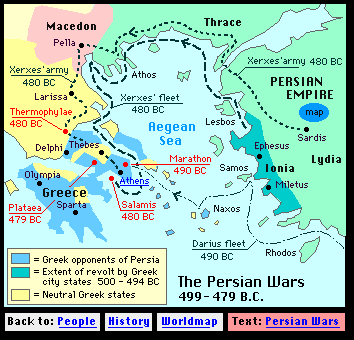 Macedon
Thrace
Pella
Xerxes' army
480 BC
Xerxes' army 480 BC
Athos
Larissa
Xerxes' fleet
480 BC
PERSIAN
EMPIRE
map
Thermophylae
480 BC
Aegean
Sea
Lesbos
Sardis
Delphi
Thebes
Ephesus
Lydia
Marathon
490 BC
Samos
Ionia
Olympia
Athens
Miletus
Greece
Plataea
479 BC
Sparta
Salamis
480 BC
Naxos
Darius fleet
490 BC
Rhodos
= Greek opponents of Persia
= Extent of revolt by Greek
city states 500 - 494 BC
= Neutral Greek states
The Persian Wars
499-479 B.C.
Back to: People History Worldmap Text: Persian Wars